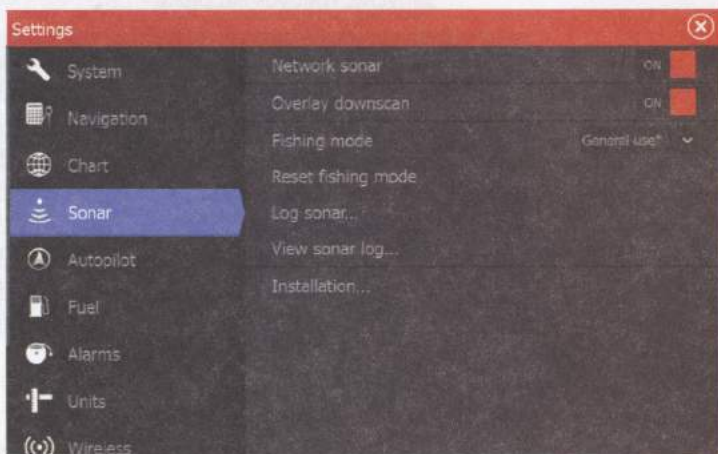 Settings
System
Navigation
Chart
Sonar
Autopilot
Fuel
Alarms
Units
Wireless
Network sonar ON
Overlay downscan ON
Fishing mode General use*
Reset fishing mode
Log sonar...
View sonar log...
Installation...